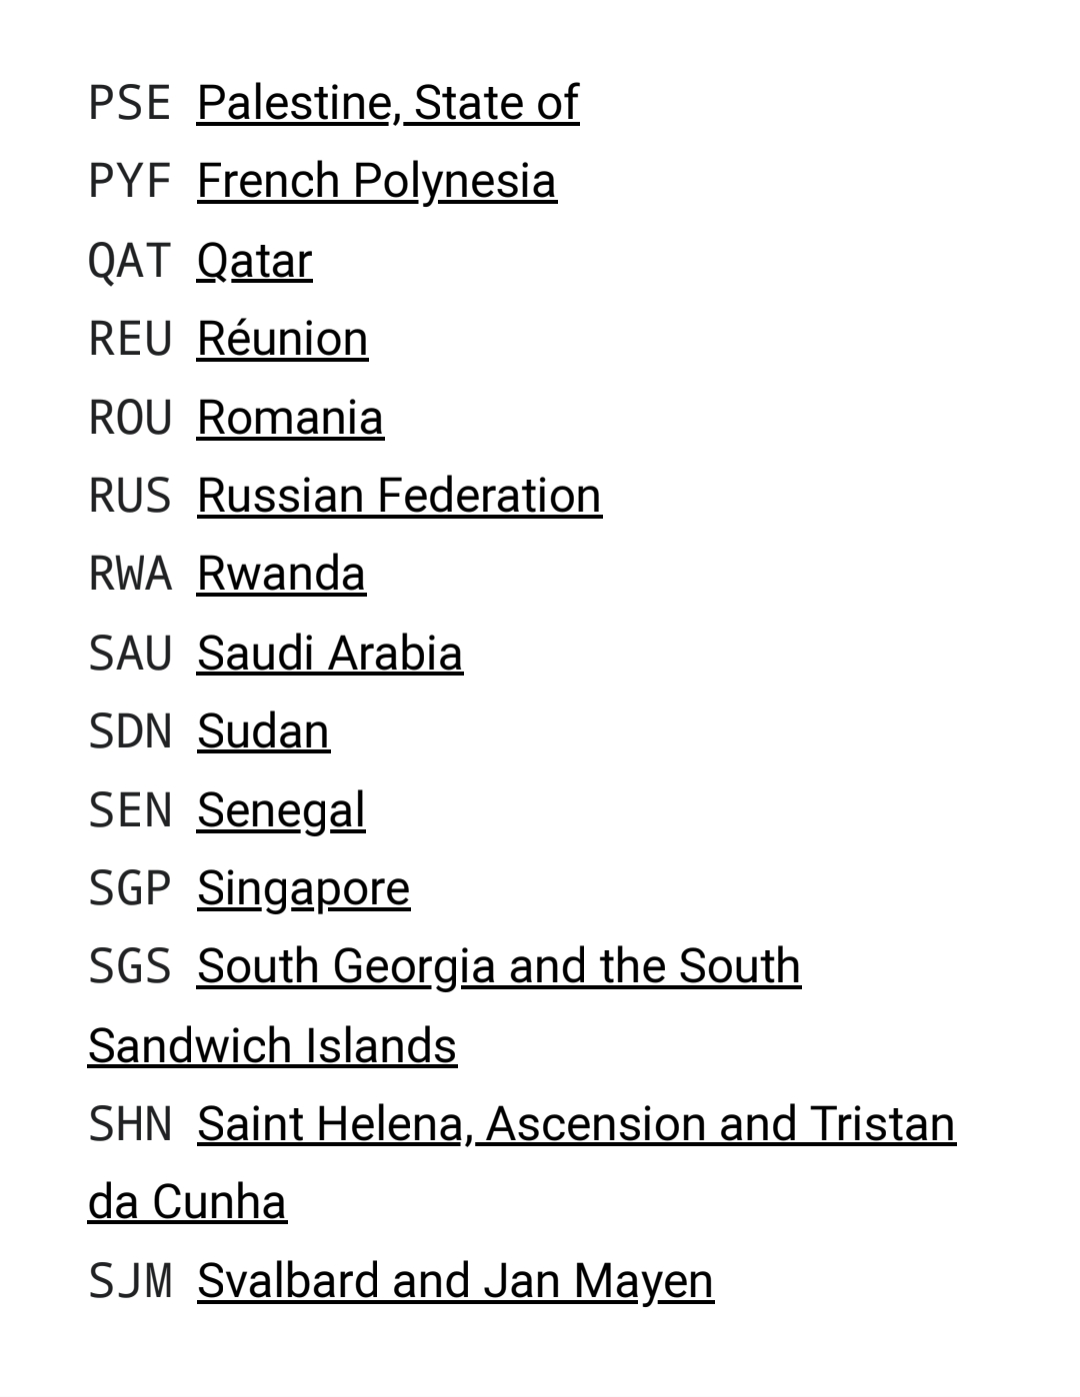 PSE Palestine, State of
PYF French Polynesia
QAT Qatar
REU Réunion
ROU Romania
RUS Russian Federation
RWA Rwanda
SAU Saudi Arabia
SDN Sudan
SEN Senegal
SGP Singapore
SGS South Georgia and the South
Sandwich Islands
SHN Saint Helena, Ascension and Tristan
da Cunha
SJM Svalbard and Jan Mayen